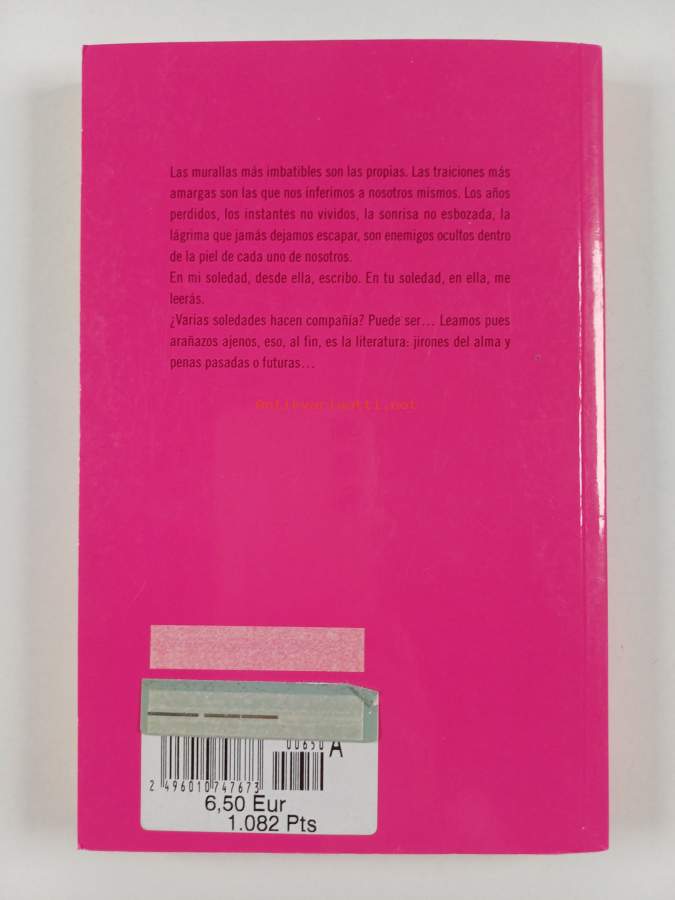 Las murallas más imbatibles son las propias. Las traiciones más
amargas son las que nos inferimos a nosotros mismos. Los años
perdidos, los instantes no vividos, la sonrisa no esbozada, la
lágrima que jamás dejamos escapar, son enemigos ocultos dentro
de la piel de cada uno de nosotros.
En mi soledad, desde ella, escribo. En tu soledad, en ella, me
leerás.
¿Varias soledades hacen compañía? Puede ser... Leamos pues
arañazos ajenos, eso, al fin, es la literatura: jirones del alma y
penas pasadas o futuras...
Antikvariaatti.net
00650 A
2 496010 747673
6,50 Eur
1.082 Pts